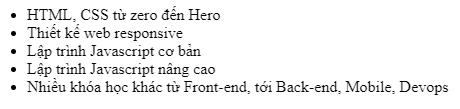 HTML, CSS từ zero đến Hero
Thiết kế web responsive
Lập trình Javascript cơ bản
Lập trình Javascript nâng cao
Nhiều khóa học khác từ Front-end, tới Back-end, Mobile, Devops